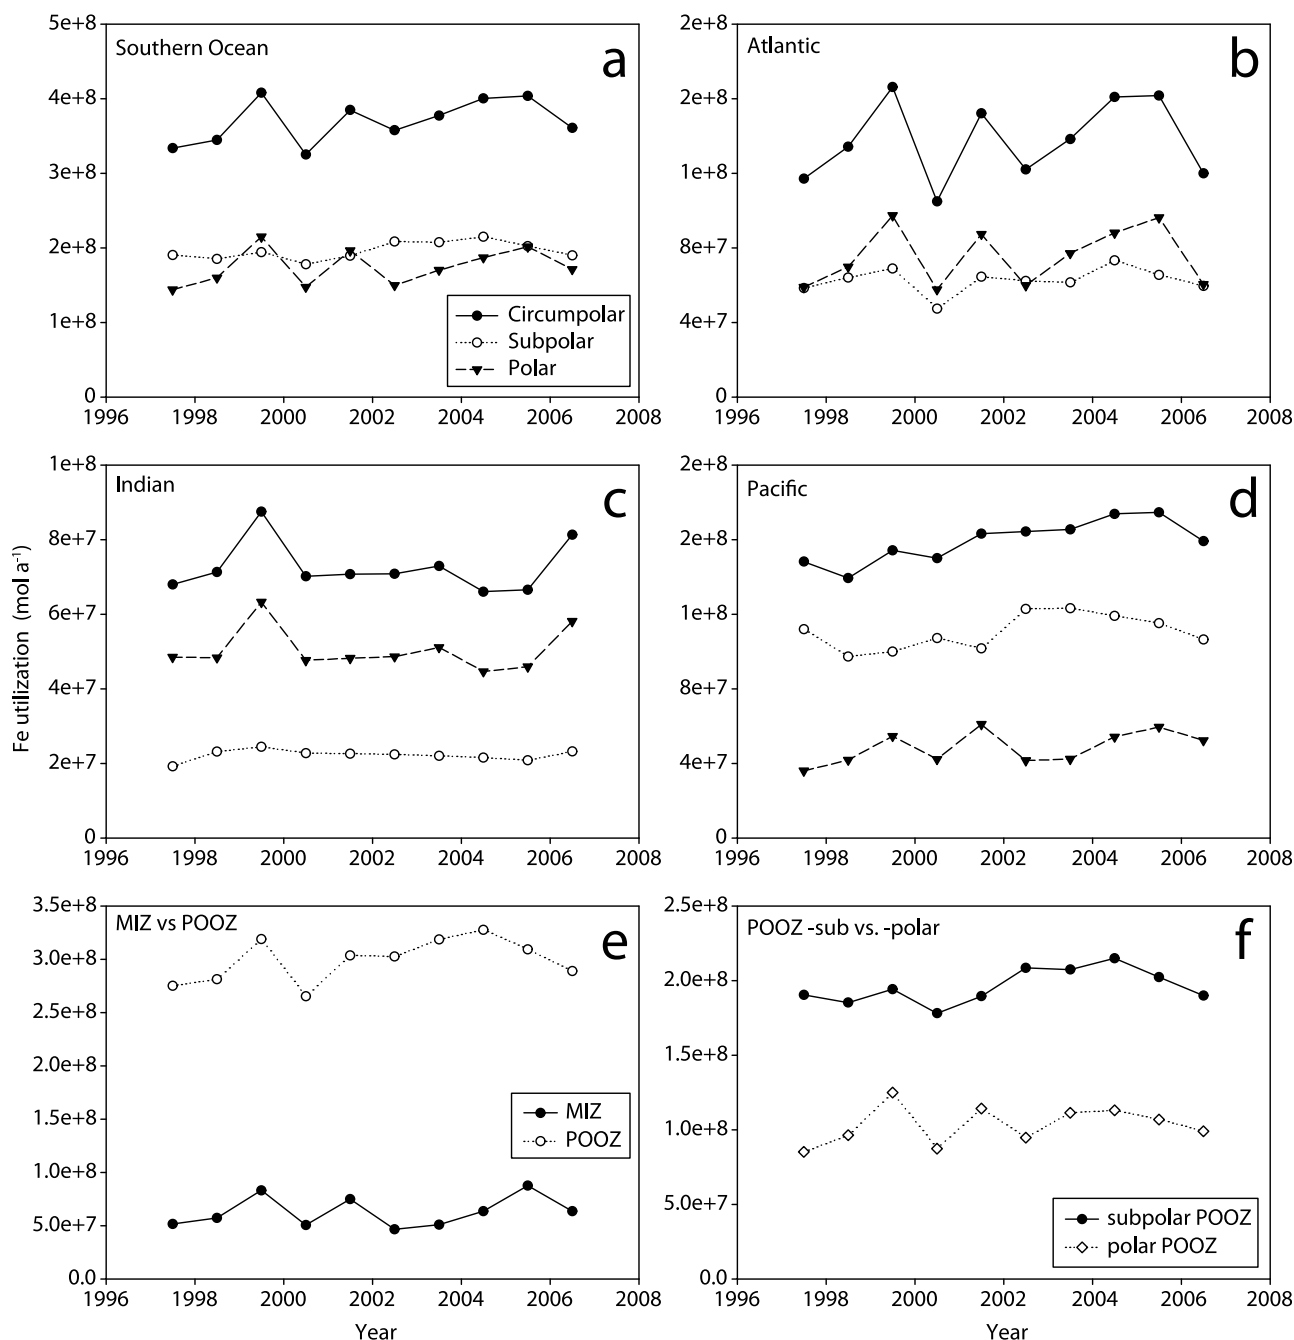 Southern Ocean
a
5e+8
4e+8
3e+8
2e+8
1e+8
0
Circumpolar
Subpolar
Polar
1996 1998 2000 2002 2004 2006 2008
Atlantic
b
2e+8
2e+8
1e+8
8e+7
4e+7
0
1996 1998 2000 2002 2004 2006 2008
Fe utilization (mol a⁻¹)
Indian
c
1e+8
8e+7
6e+7
4e+7
2e+7
0
1996 1998 2000 2002 2004 2006 2008
Pacific
d
2e+8
2e+8
1e+8
8e+7
4e+7
0
1996 1998 2000 2002 2004 2006 2008
MIZ vs POOZ
e
3.5e+8
3.0e+8
2.5e+8
2.0e+8
1.5e+8
1.0e+8
5.0e+7
0.0
MIZ
POOZ
1996 1998 2000 2002 2004 2006 2008
Year
POOZ -sub vs. -polar
f
2.5e+8
2.0e+8
1.5e+8
1.0e+8
5.0e+7
0.0
subpolar POOZ
polar POOZ
1996 1998 2000 2002 2004 2006 2008
Year